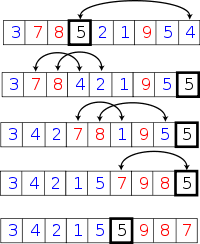 3 7 8 5 2 1 9 5 4
3 7 8 4 2 1 9 5 5
3 4 2 7 8 1 9 5 5
3 4 2 1 5 7 9 8 5
3 4 2 1 5 5 9 8 7